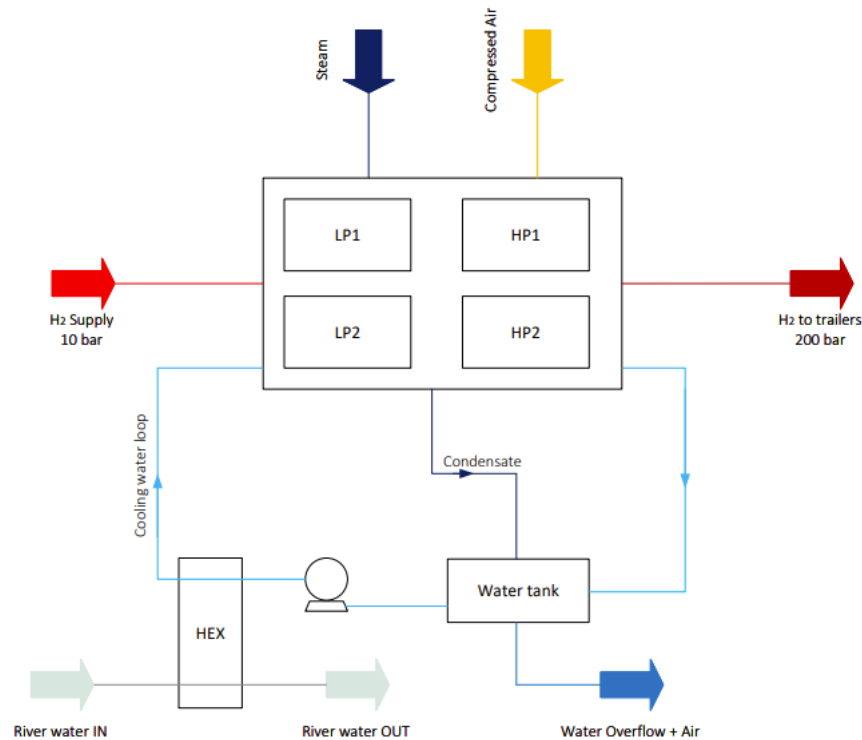 Steam
Compressed Air
LP1
HP1
H2 Supply
10 bar
H2 to trailers
200 bar
LP2
HP2
Cooling water loop
Condensate
Water tank
HEX
River water IN
River water OUT
Water Overflow + Air